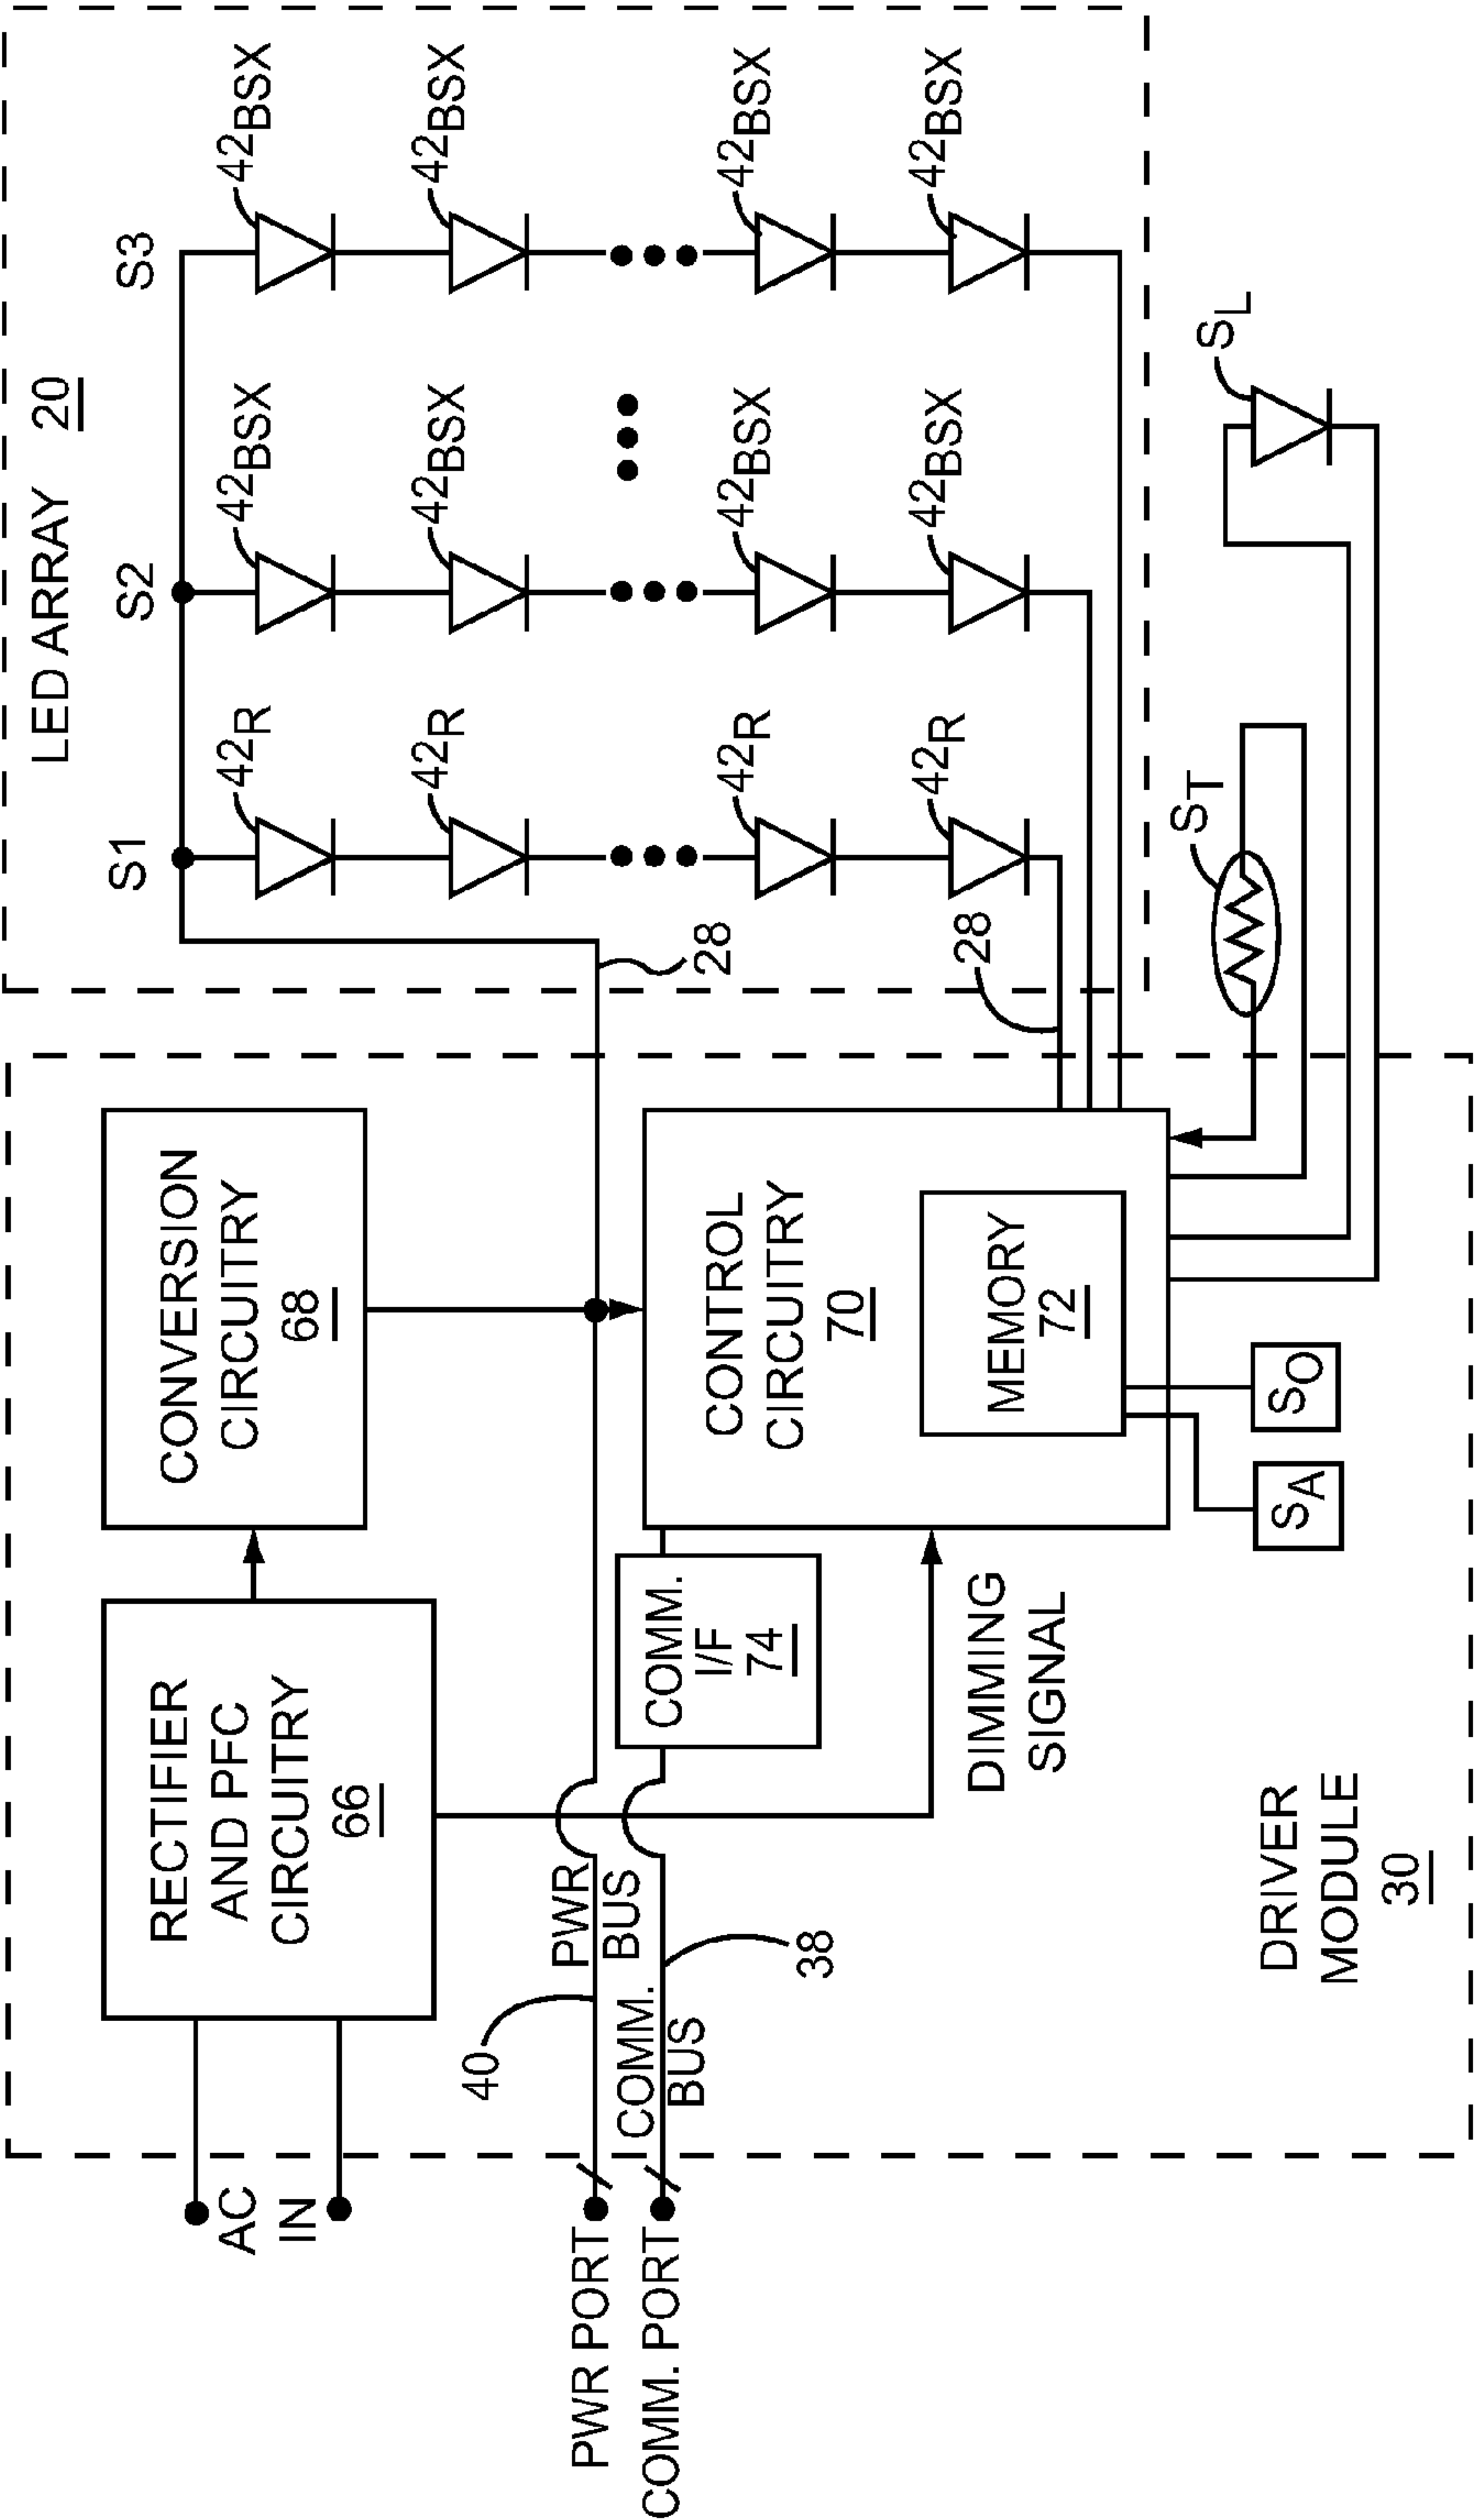 LED ARRAY 20
S1
S2
S3
42R
42BSX
42BSX
42R
42BSX
42BSX
42R
42BSX
42BSX
42R
42BSX
42BSX
28
28
ST
SL
RECTIFIER
AND PFC
CIRCUITRY
66
CONVERSION
CIRCUITRY
68
AC
IN
40
PWR
BUS
COMM.
BUS
38
PWR PORT
COMM. PORT
COMM.
I/F
74
CONTROL
CIRCUITRY
70
MEMORY
72
DIMMING
SIGNAL
SA
SO
DRIVER
MODULE
30